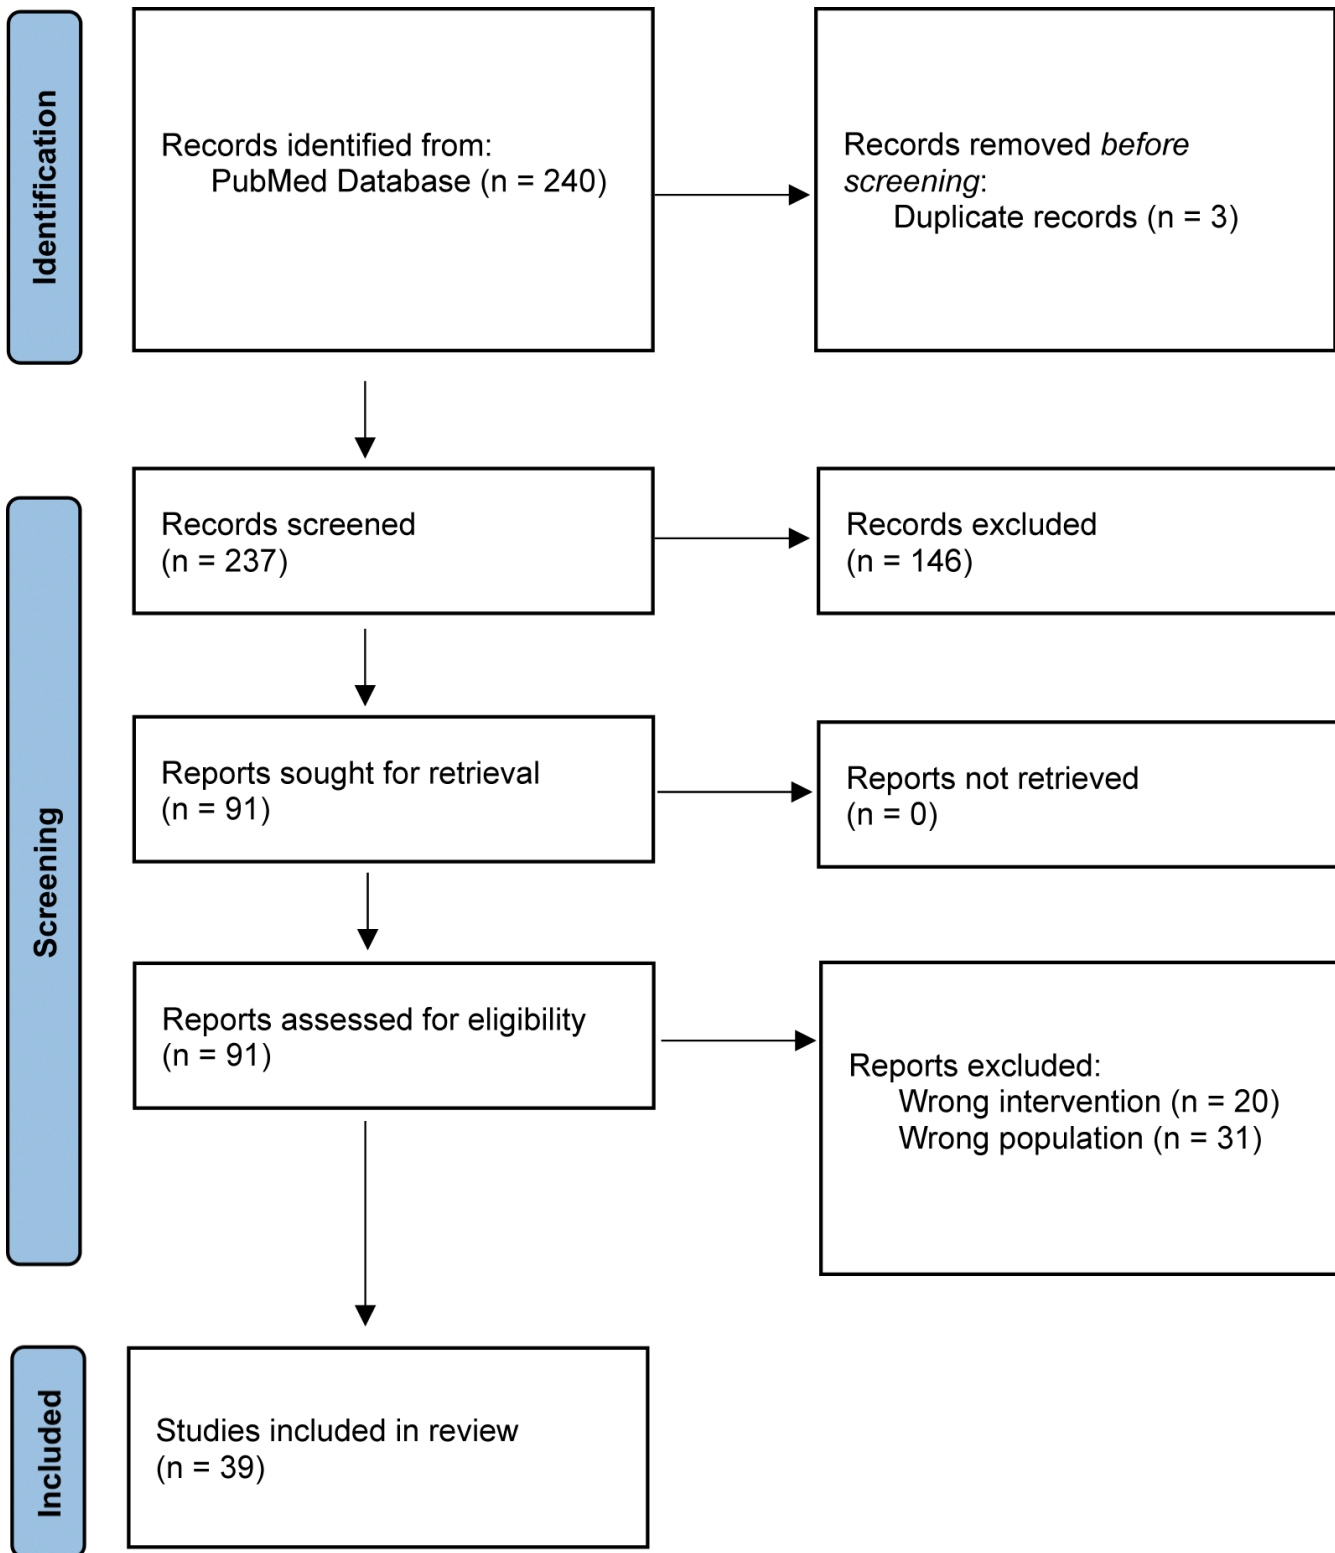 Identification
Records identified from:
PubMed Database (n = 240)
Records removed before
screening:
Duplicate records (n = 3)
Screening
Records screened
(n = 237)
Records excluded
(n = 146)
Reports sought for retrieval
(n = 91)
Reports not retrieved
(n = 0)
Reports assessed for eligibility
(n = 91)
Reports excluded:
Wrong intervention (n = 20)
Wrong population (n = 31)
Included
Studies included in review
(n = 39)